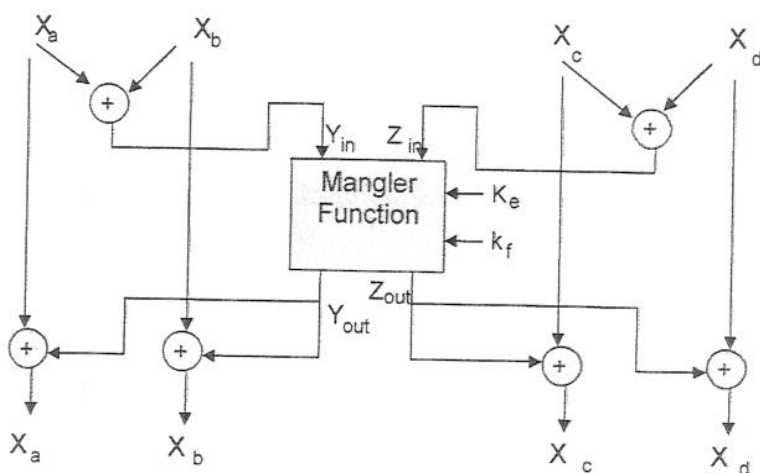 Xa Xb Xc Xd
+ +
Yin Zin
Mangler
Function
Ke
kf
Yout Zout
+ + + +
Xa Xb Xc Xd